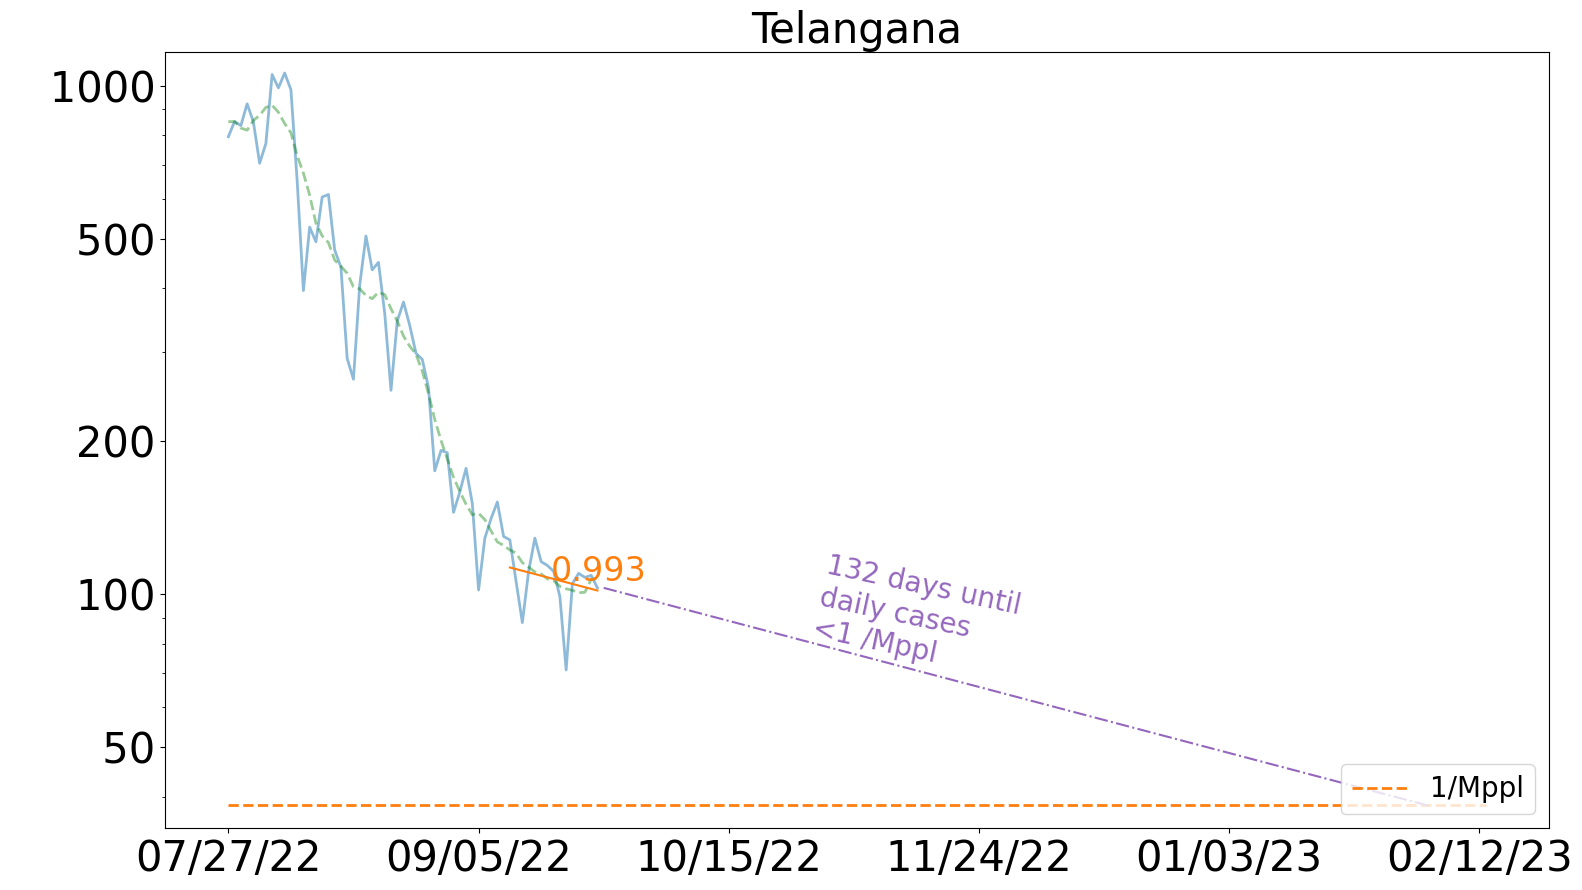 Telangana
1000
500
200
100
50
0.993
132 days until
daily cases
<1 /Mppl
1/Mppl
07/27/22
09/05/22
10/15/22
11/24/22
01/03/23
02/12/23